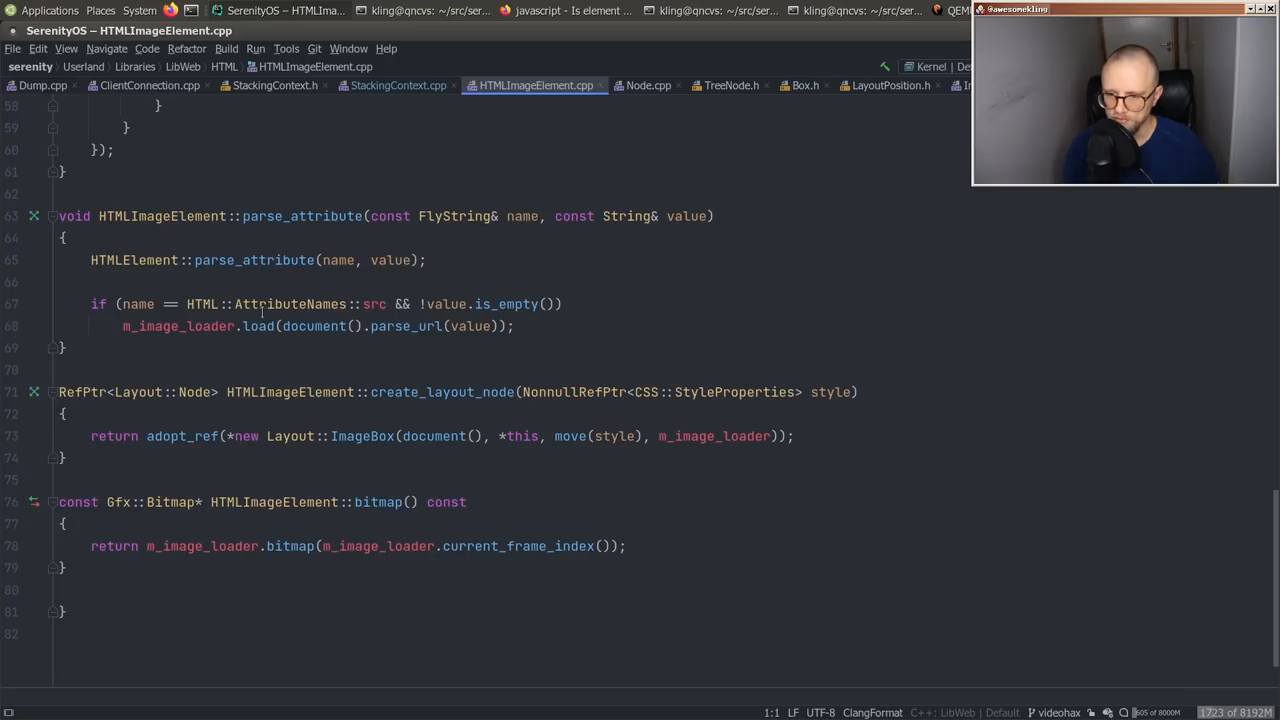 Applications Places System SerenityOS — HTMLIma... kling@qncvs: ~/src/ser... javascript - Is element ... kling@qncvs: ~/src/ser... kling@qncvs: ~/src/ser... QEM
@awesomekling
SerenityOS – HTMLImageElement.cpp
File Edit View Navigate Code Refactor Build Run Tools Git Window Help
serenity Userland Libraries LibWeb HTML HTMLImageElement.cpp Kernel | De
Dump.cpp ClientConnection.cpp StackingContext.h StackingContext.cpp HTMLImageElement.cpp Node.cpp TreeNode.h Box.h LayoutPosition.h
58 }
59 }
60 });
61 }
62
63 void HTMLImageElement::parse_attribute(const FlyString& name, const String& value)
64 {
65 HTMLElement::parse_attribute(name, value);
66
67 if (name == HTML::AttributeNames::src && !value.is_empty())
68 m_image_loader.load(document().parse_url(value));
69 }
70
71 RefPtr<Layout::Node> HTMLImageElement::create_layout_node(NonnullRefPtr<CSS::StyleProperties> style)
72 {
73 return adopt_ref(*new Layout::ImageBox(document(), *this, move(style), m_image_loader));
74 }
75
76 const Gfx::Bitmap* HTMLImageElement::bitmap() const
77 {
78 return m_image_loader.bitmap(m_image_loader.current_frame_index());
79 }
80
81 }
82
1:1 LF UTF-8 ClangFormat C++: LibWeb | Default videohax 605 of 8000M 1723 of 8192M